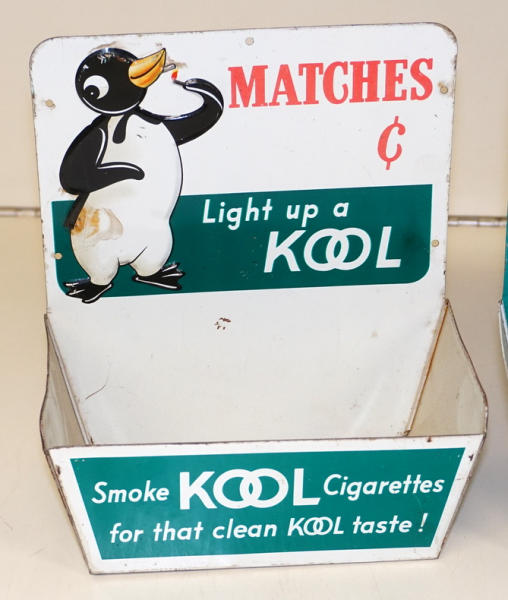 MATCHES
¢
Light up a
KOOL
Smoke KOOL Cigarettes
for that clean KOOL taste!